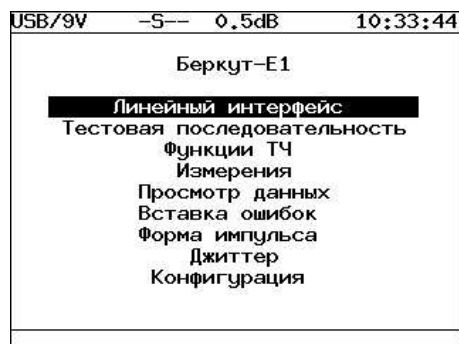 USB/9V -S-- 0.5dB 10:33:44
Беркут-Е1
Линейный интерфейс
Тестовая последовательность
Функции ТЧ
Измерения
Просмотр данных
Вставка ошибок
Форма импульса
Джиттер
Конфигурация